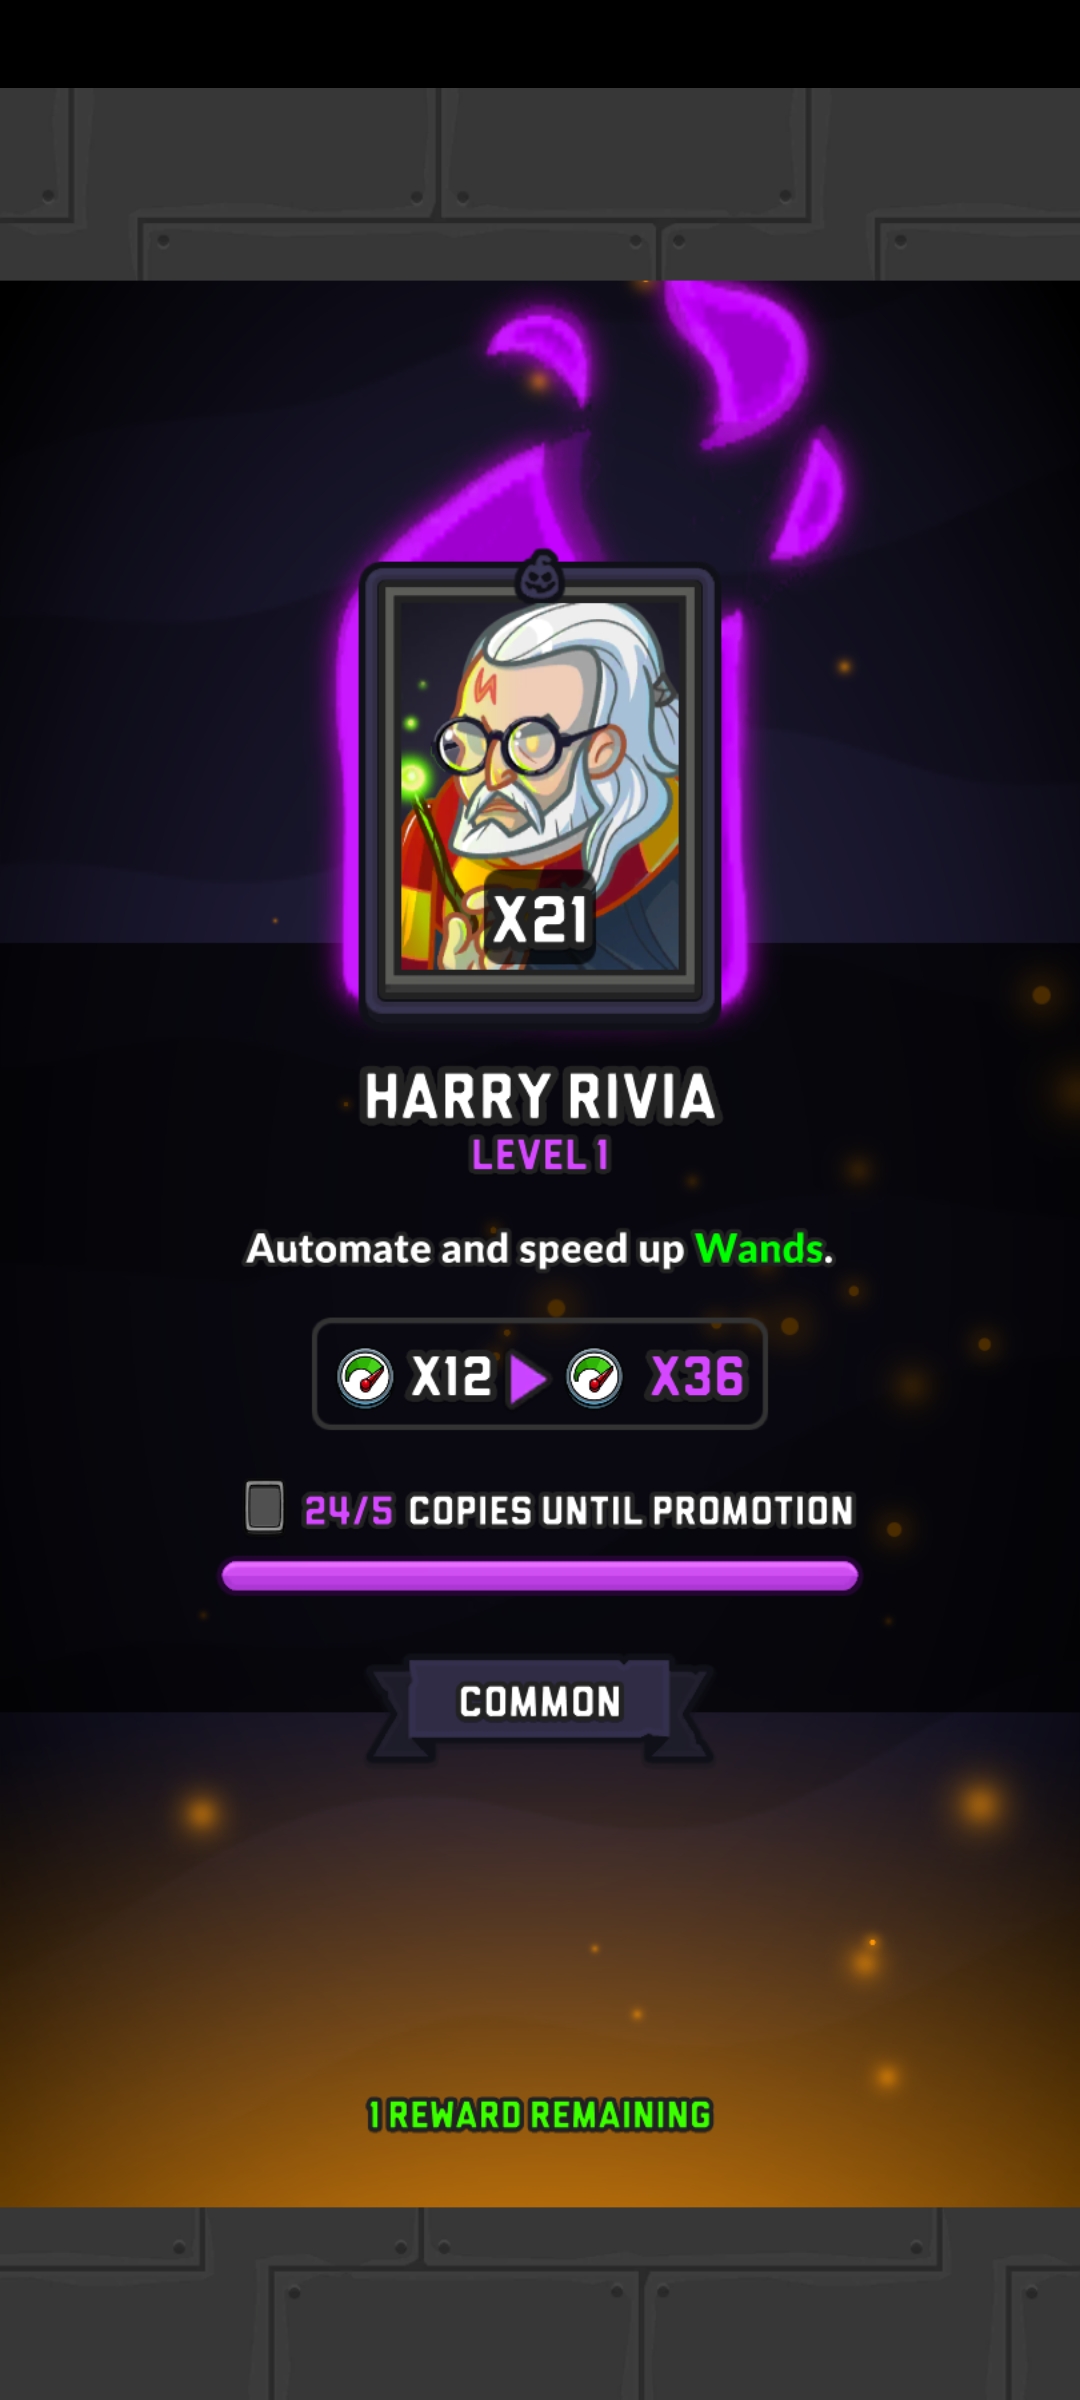 X21
HARRY RIVIA
LEVEL 1
Automate and speed up Wands.
X12 X36
24/5 COPIES UNTIL PROMOTION
COMMON
1 REWARD REMAINING